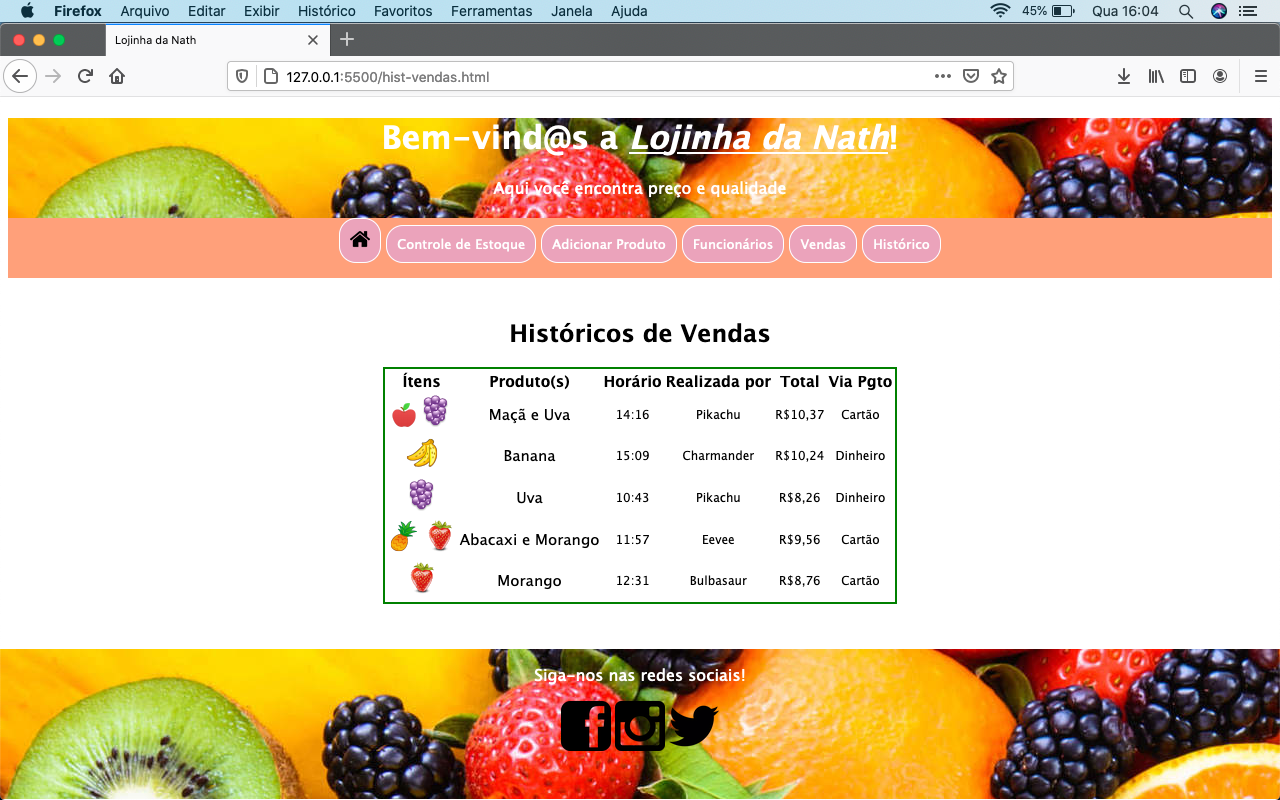 Firefox Arquivo Editar Exibir Histórico Favoritos Ferramentas Janela Ajuda 45% Qua 16:04
Lojinha da Nath
127.0.0.1:5500/hist-vendas.html
Bem-vind@s a Lojinha da Nath!
Aqui você encontra preço e qualidade
Controle de Estoque Adicionar Produto Funcionários Vendas Histórico
Históricos de Vendas
Ítens Produto(s) Horário Realizada por Total Via Pgto
Maçã e Uva 14:16 Pikachu R$10,37 Cartão
Banana 15:09 Charmander R$10,24 Dinheiro
Uva 10:43 Pikachu R$8,26 Dinheiro
Abacaxi e Morango 11:57 Eevee R$9,56 Cartão
Morango 12:31 Bulbasaur R$8,76 Cartão
Siga-nos nas redes sociais!